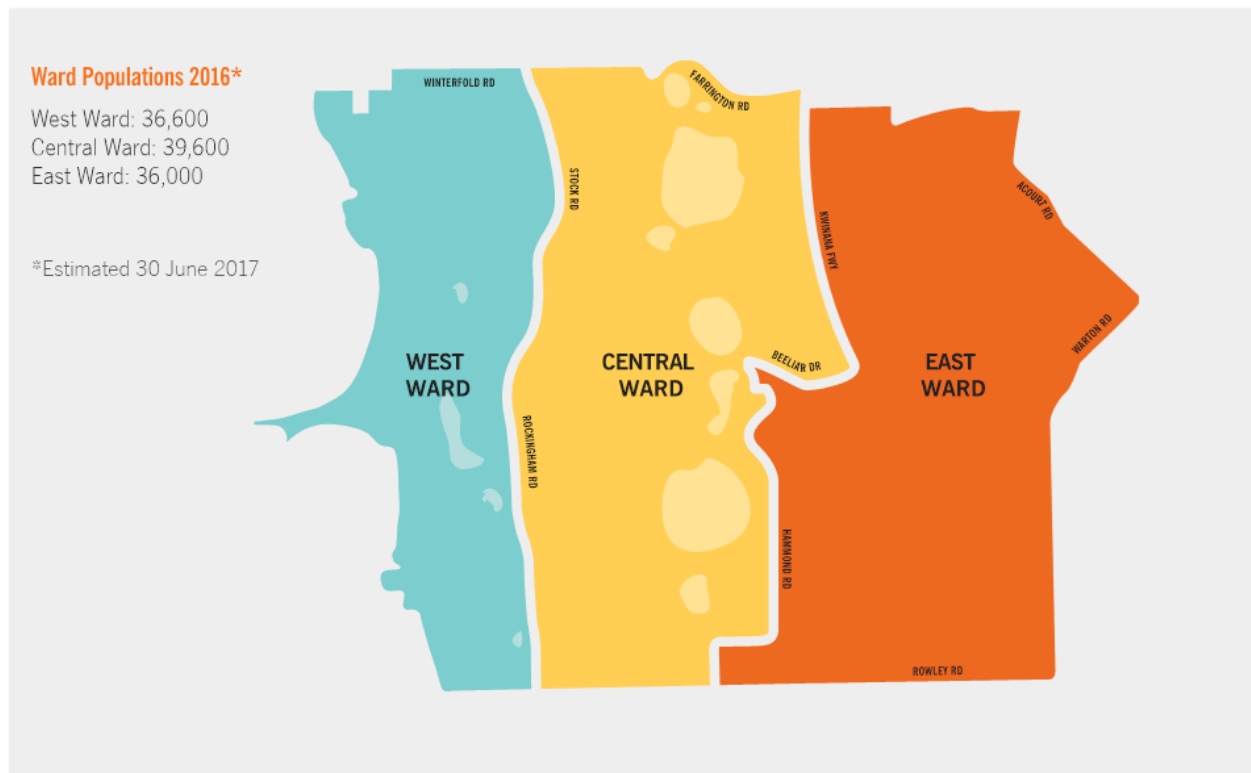 Ward Populations 2016*
West Ward: 36,600
Central Ward: 39,600
East Ward: 36,000
*Estimated 30 June 2017
WINTERFOLD RD
FARRINGTON RD
STOCK RD
ACOURT RD
KWINANA FWY
WARTON RD
BEELIAR DR
WEST
WARD
CENTRAL
WARD
EAST
WARD
ROCKINGHAM RD
HAMMOND RD
ROWLEY RD